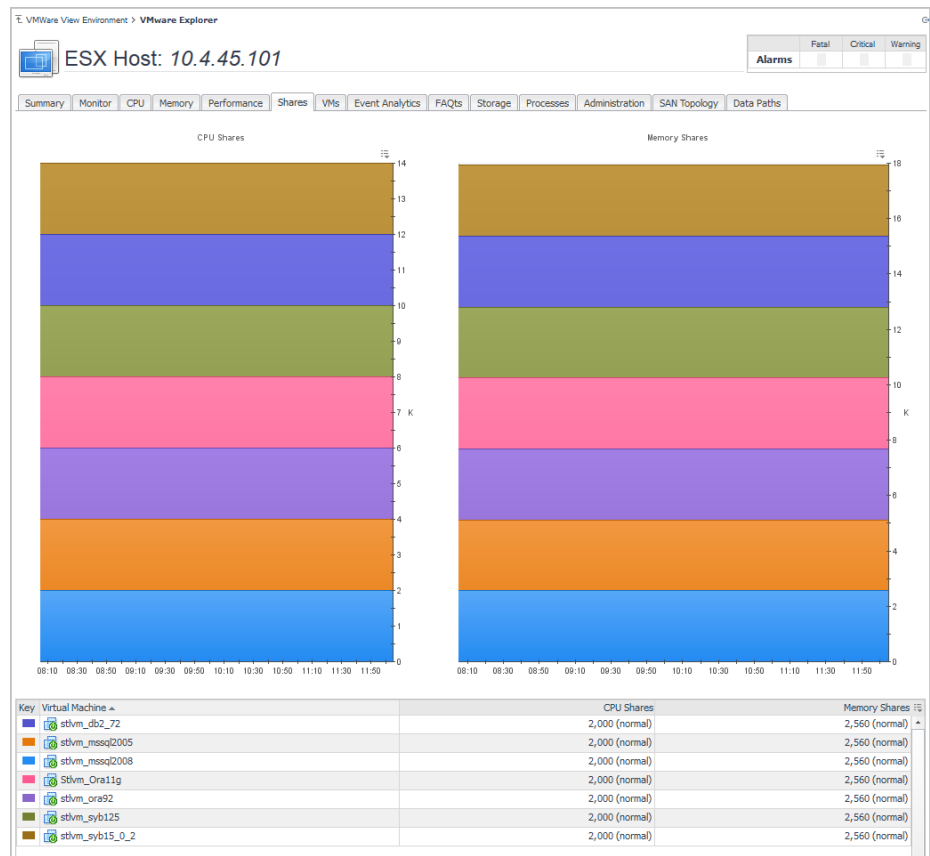 VMWare View Environment > VMware Explorer
ESX Host: 10.4.45.101
Fatal Critical Warning
Alarms
Summary Monitor CPU Memory Performance Shares VMs Event Analytics FAQts Storage Processes Administration SAN Topology Data Paths
CPU Shares Memory Shares
14 18
13
16
12
11
14
10
12
9
8
10
7 K K
8
6
5
6
4
4
3
2
2
1
0 0
08:10 08:30 08:50 09:10 09:30 09:50 10:10 10:30 10:50 11:10 11:30 11:50 08:10 08:30 08:50 09:10 09:30 09:50 10:10 10:30 10:50 11:10 11:30 11:50
Key Virtual Machine CPU Shares Memory Shares
stlvm_db2_72 2,000 (normal) 2,560 (normal)
stlvm_mssql2005 2,000 (normal) 2,560 (normal)
stlvm_mssql2008 2,000 (normal) 2,560 (normal)
Stlvm_Ora11g 2,000 (normal) 2,560 (normal)
stlvm_ora92 2,000 (normal) 2,560 (normal)
stlvm_syb125 2,000 (normal) 2,560 (normal)
stlvm_syb15_0_2 2,000 (normal) 2,560 (normal)